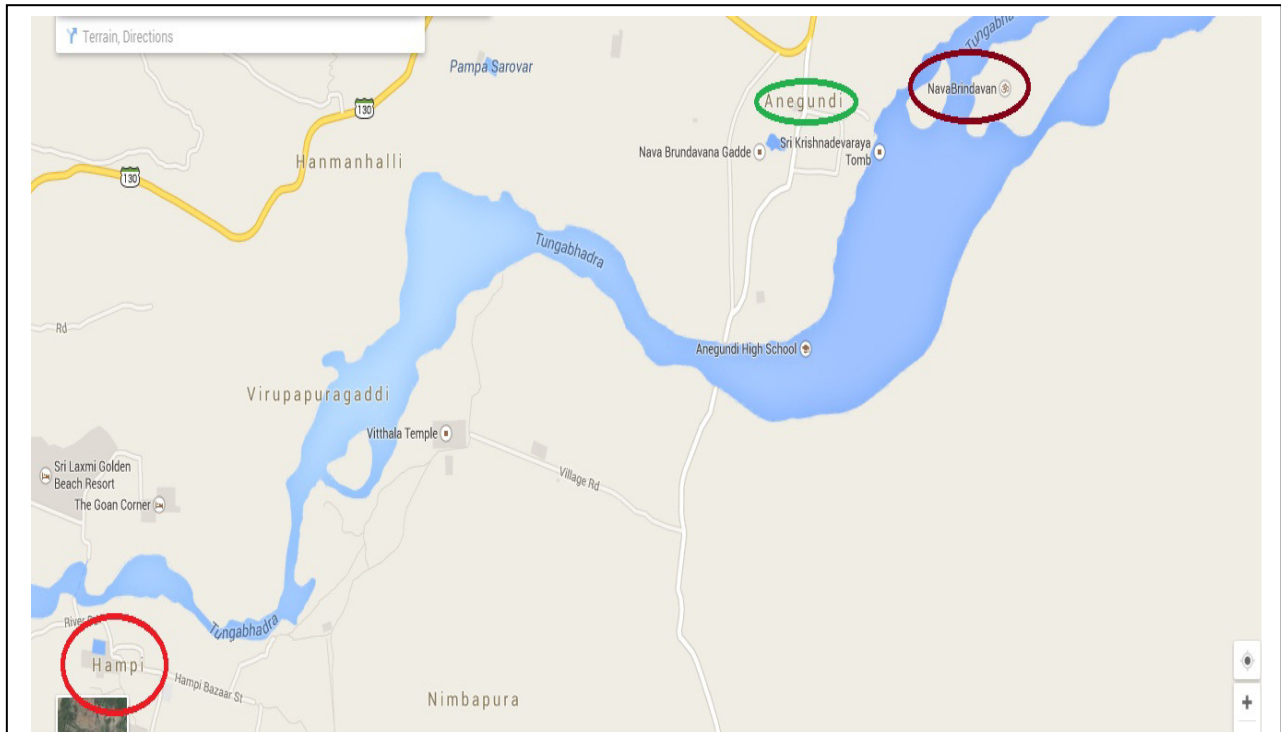 Terrain, Directions
Tungabha
Pampa Sarovar
NavaBrindavan
130
Anegundi
Hanmanhalli
Nava Brundavana Gadde
Sri Krishnadevaraya
Tomb
130
Tungabhadra
Rd
Anegundi High School
Virupapuragaddi
Vitthala Temple
Sri Laxmi Golden
Beach Resort
Village Rd
The Goan Corner
Tungabhadra
River
Hampi
Hampi Bazaar St
Nimbapura